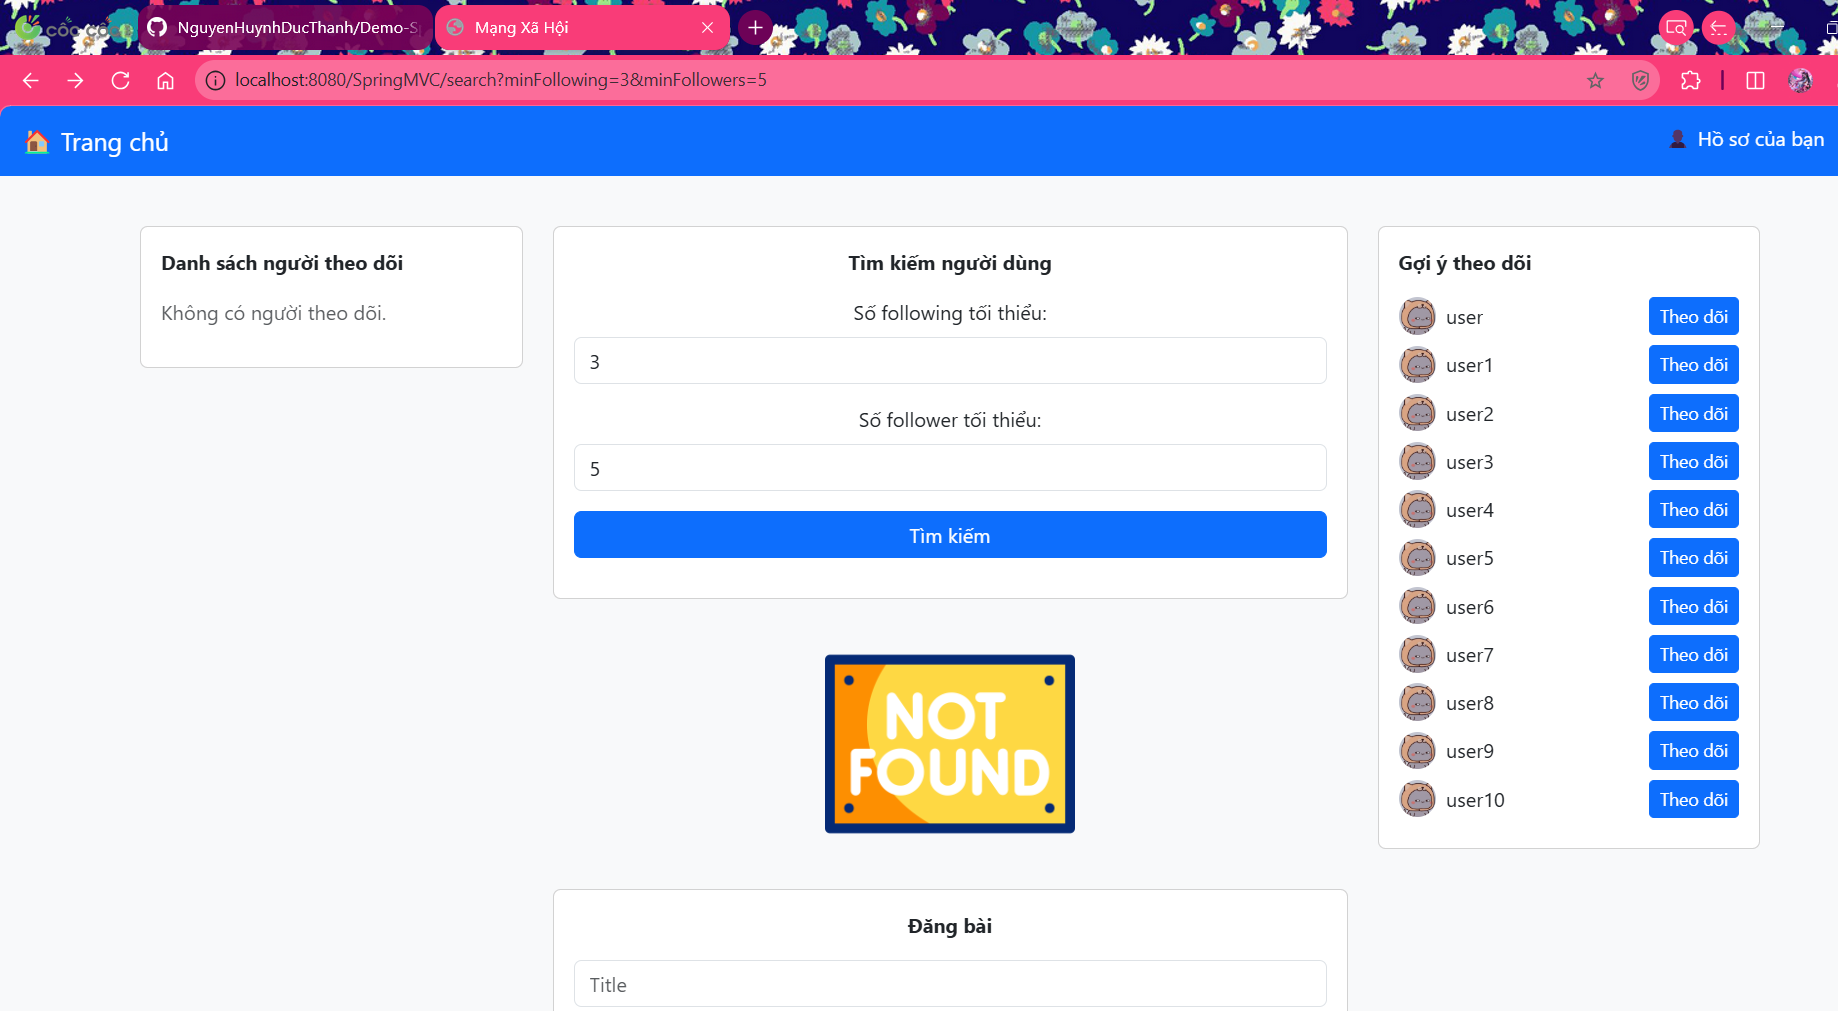 cốc cốc
NguyenHuynhDucThanh/Demo-S
Mạng Xã Hội
localhost:8080/SpringMVC/search?minFollowing=3&minFollowers=5
Trang chủ
Hồ sơ của bạn
Danh sách người theo dõi
Không có người theo dõi.
Tìm kiếm người dùng
Số following tối thiểu:
3
Số follower tối thiểu:
5
Tìm kiếm
NOT
FOUND
Đăng bài
Title
Gợi ý theo dõi
user Theo dõi
user1 Theo dõi
user2 Theo dõi
user3 Theo dõi
user4 Theo dõi
user5 Theo dõi
user6 Theo dõi
user7 Theo dõi
user8 Theo dõi
user9 Theo dõi
user10 Theo dõi